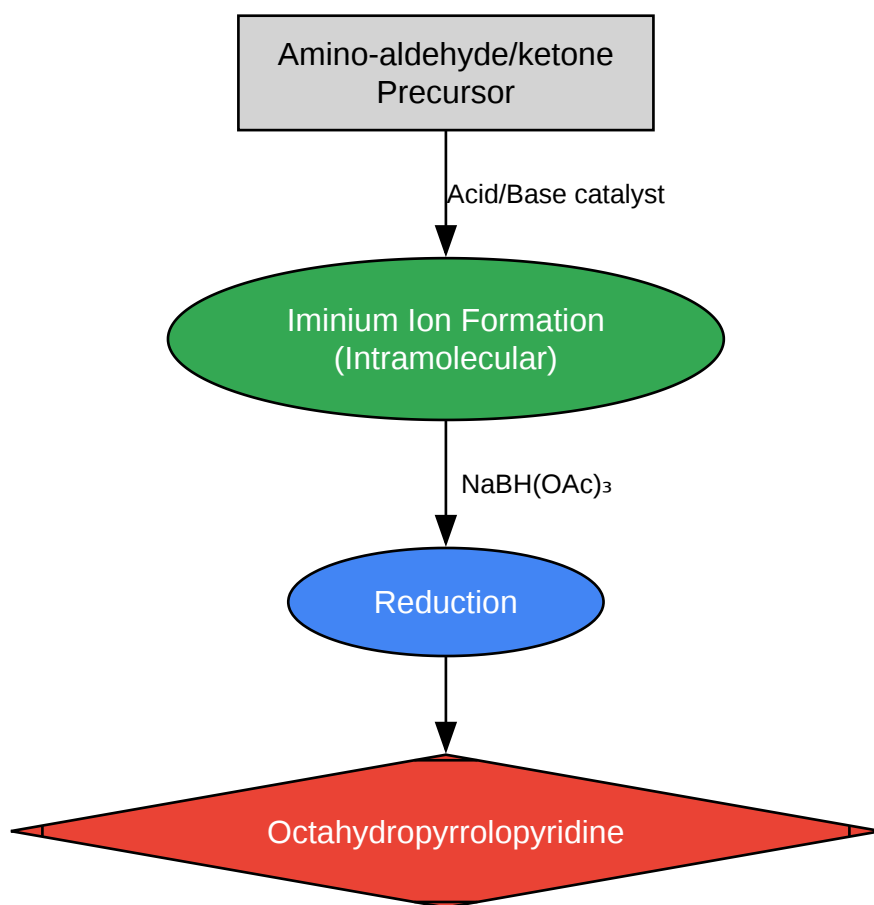 Amino-aldehyde/ketone
Precursor
Acid/Base catalyst
Iminium Ion Formation
(Intramolecular)
NaBH(OAc)₃
Reduction
Octahydropyrrolopyridine